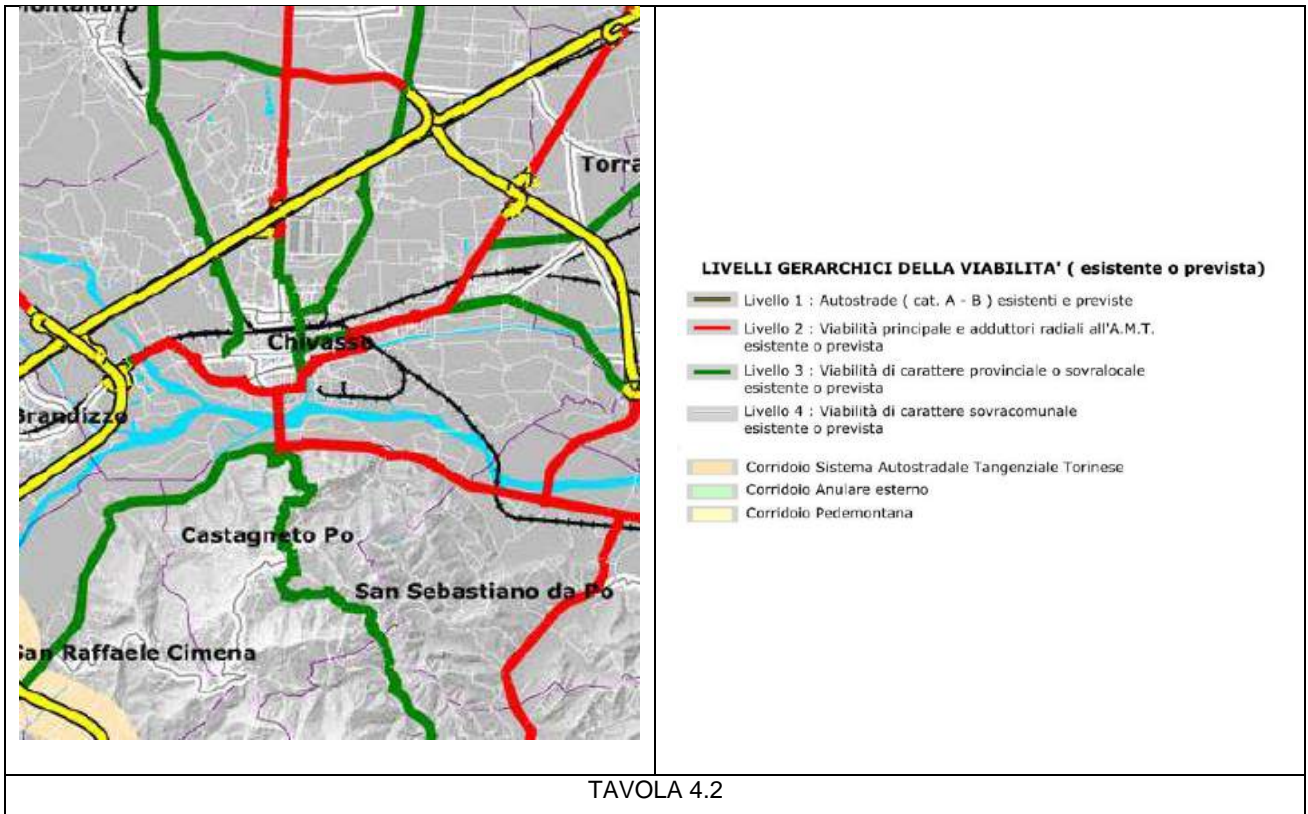 Torra
Chivasso
Brandizzo
Castagneto Po
San Sebastiano da Po
San Raffaele Cimena
LIVELLI GERARCHICI DELLA VIABILITA' ( esistente o prevista)
Livello 1 : Autostrade ( cat. A - B ) esistenti e previste
Livello 2 : Viabilità principale e adduttori radiali all'A.M.T.
esistente o prevista
Livello 3 : Viabilità di carattere provinciale o sovralocale
esistente o prevista
Livello 4 : Viabilità di carattere sovracomunale
esistente o prevista
Corridoio Sistema Autostradale Tangenziale Torinese
Corridoio Anulare esterno
Corridoio Pedemontana
TAVOLA 4.2